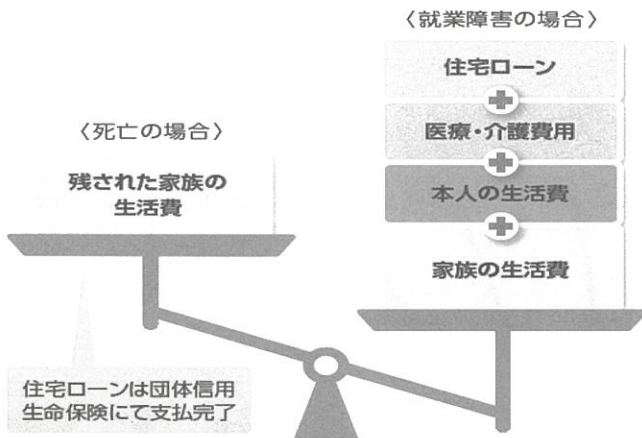 〈死亡の場合〉
残された家族の
生活費
住宅ローンは団体信用
生命保険にて支払完了
〈就業障害の場合〉
住宅ローン
+
医療・介護費用
+
本人の生活費
+
家族の生活費